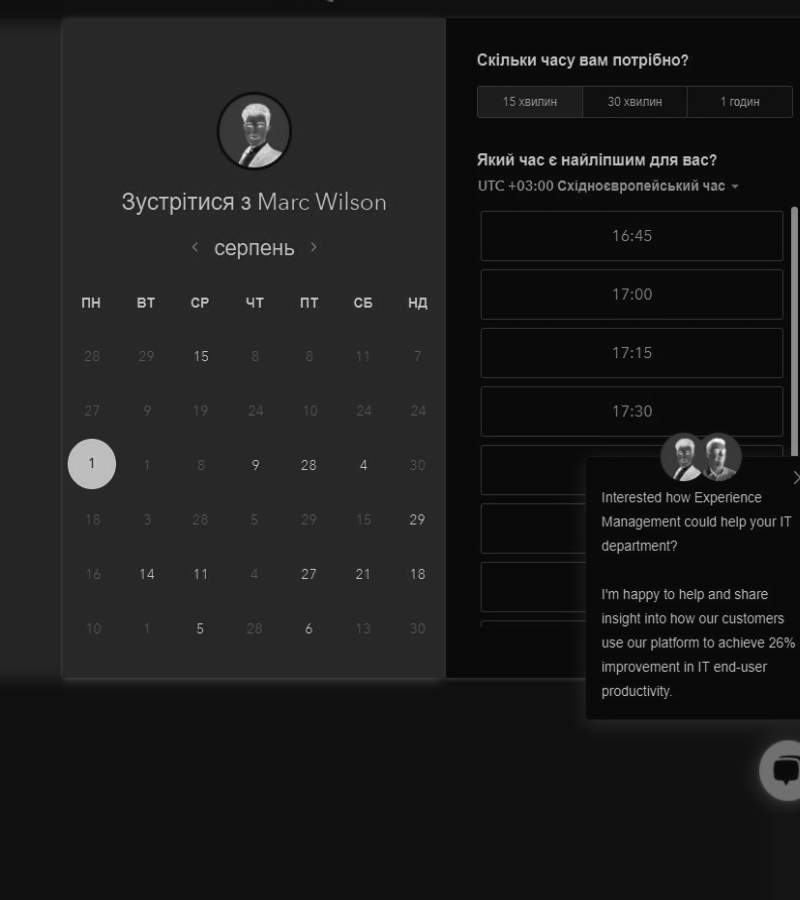 Зустрітися з Marc Wilson
серпень
ПН ВТ СР ЧТ ПТ СБ НД
28 29 15 8 8 11 7
27 9 19 24 10 24 24
1 1 8 9 28 4 30
18 3 28 5 29 15 29
16 14 11 4 27 21 18
10 1 5 28 6 13 30
Скільки часу вам потрібно?
15 хвилин 30 хвилин 1 годин
Який час є найліпшим для вас?
UTC +03:00 Східноєвропейський час
16:45
17:00
17:15
17:30
Interested how Experience
Management could help your IT
department?
I'm happy to help and share
insight into how our customers
use our platform to achieve 26%
improvement in IT end-user
productivity.